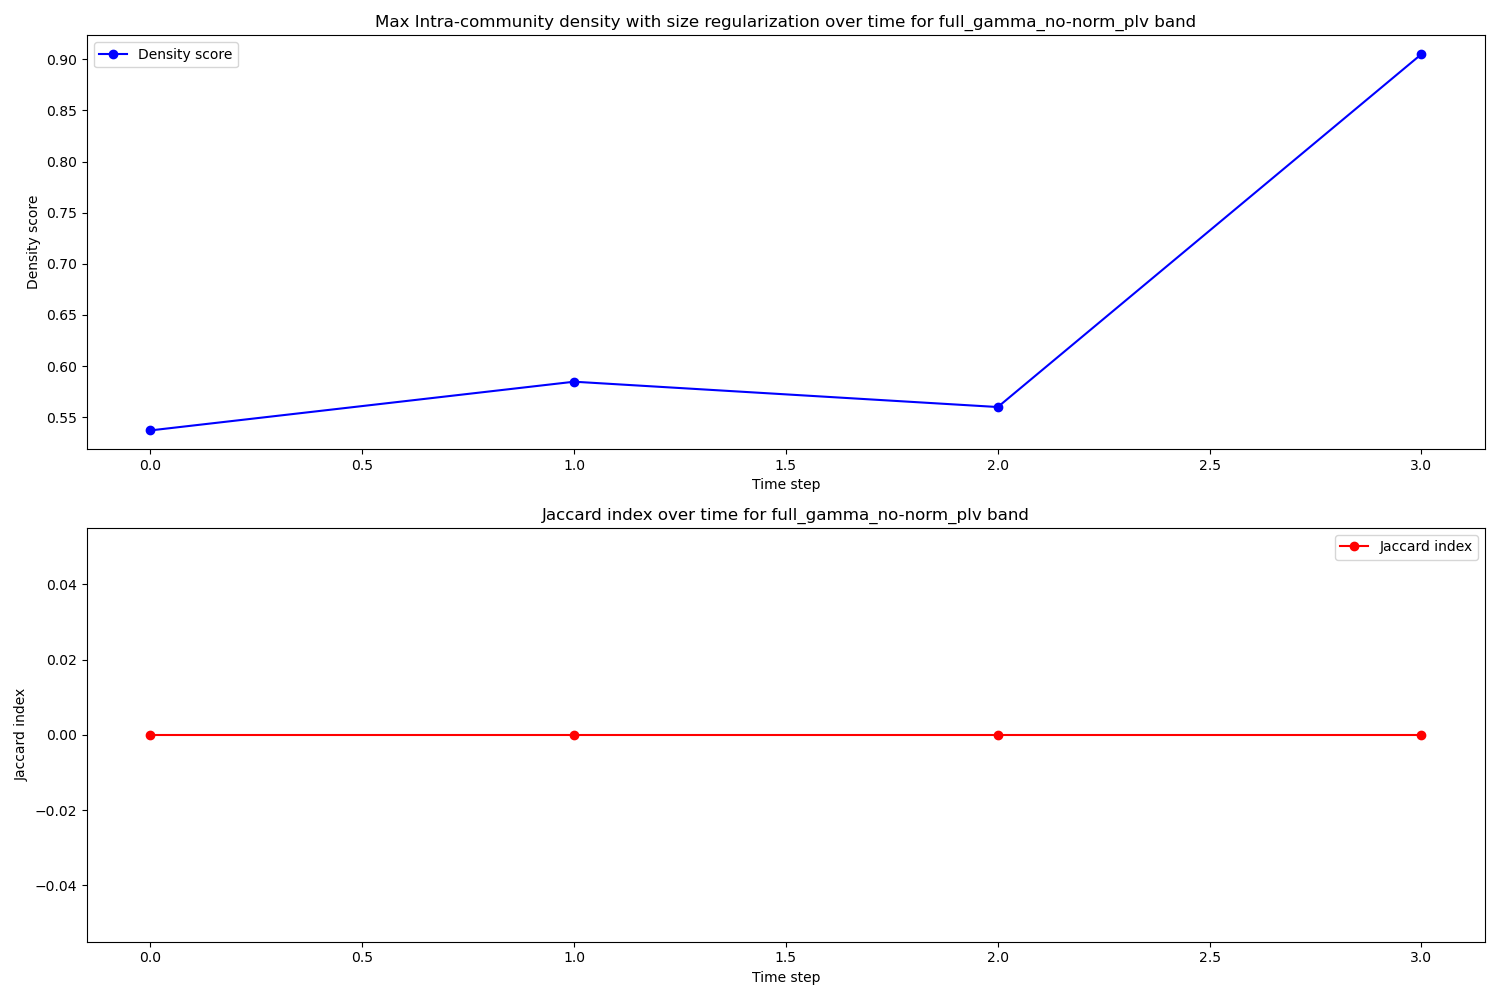 Max Intra-community density with size regularization over time for full_gamma_no-norm_plv band
Density score
0.90
0.85
0.80
0.75
0.70
0.65
0.60
0.55
Density score
0.0 0.5 1.0 1.5 2.0 2.5 3.0
Time step
Jaccard index over time for full_gamma_no-norm_plv band
Jaccard index
0.04
0.02
0.00
−0.02
−0.04
Jaccard index
0.0 0.5 1.0 1.5 2.0 2.5 3.0
Time step